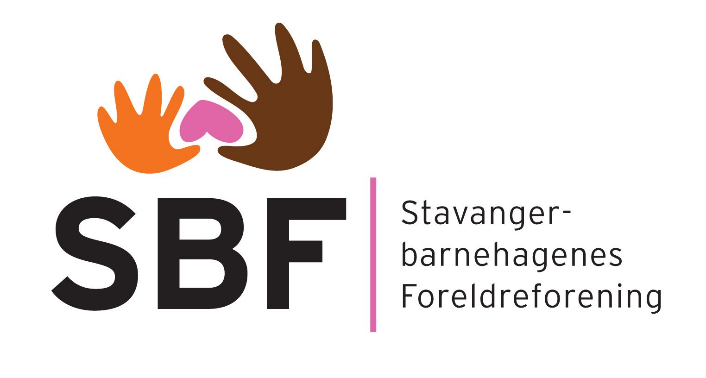 SBF
Stavanger-
barnehagenes
Foreldreforening